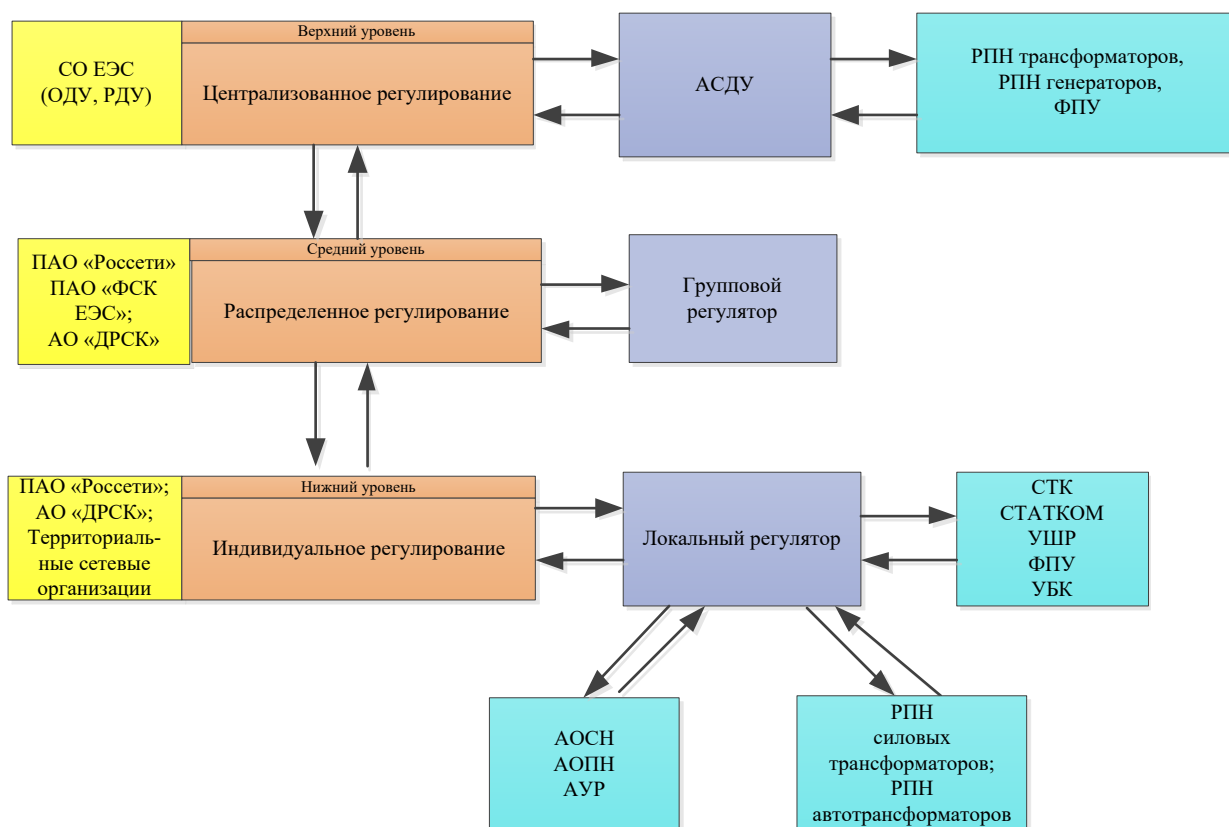 СО ЕЭС
(ОДУ, РДУ)
Верхний уровень
Централизованное регулирование
АСДУ
РПН трансформаторов,
РПН генераторов,
ФПУ
ПАО «Россети»
ПАО «ФСК
ЕЭС»;
АО «ДРСК»
Средний уровень
Распределенное регулирование
Групповой
регулятор
ПАО «Россети»;
АО «ДРСК»;
Территориаль-
ные сетевые
организации
Нижний уровень
Индивидуальное регулирование
Локальный регулятор
СТК
СТАТКОМ
УШР
ФПУ
УБК
АОСН
АОПН
АУР
РПН
силовых
трансформаторов;
РПН
автотрансформаторов